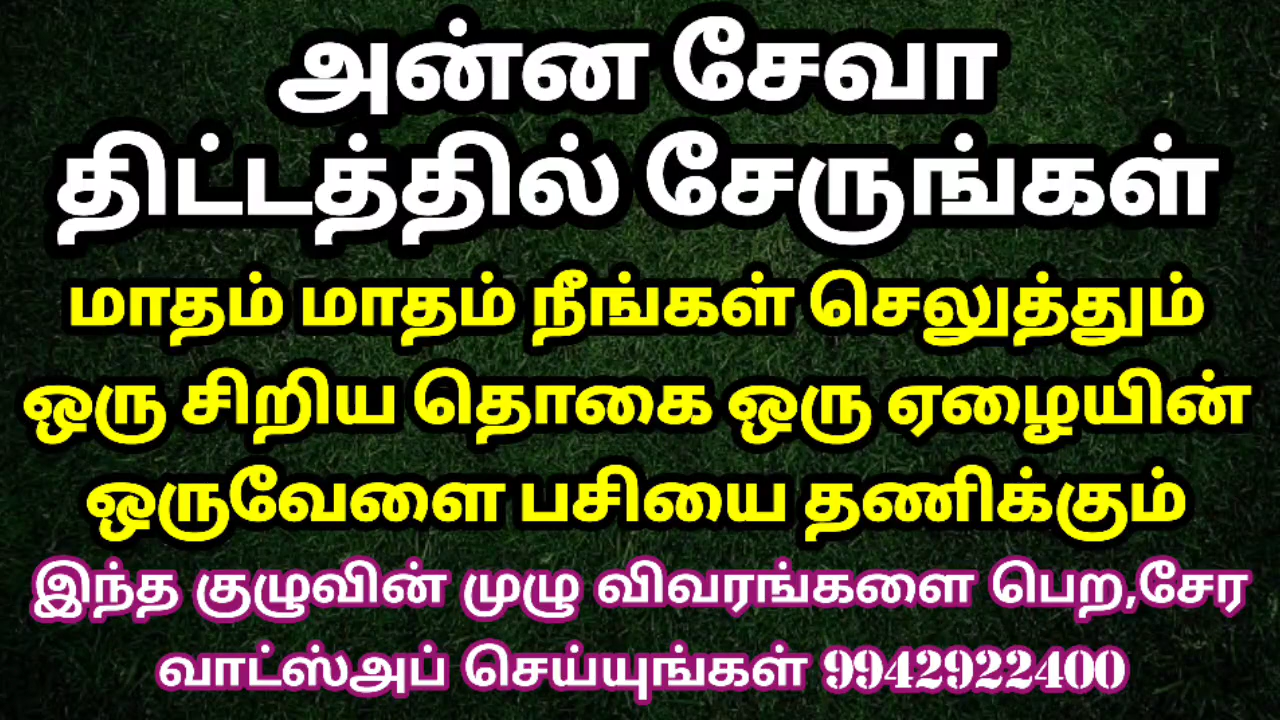 அன்ன சேவா
திட்டத்தில் சேருங்கள்
மாதம் மாதம் நீங்கள் செலுத்தும்
ஒரு சிறிய தொகை ஒரு ஏழையின்
ஒருவேளை பசியை தணிக்கும்
இந்த குழுவின் முழு விவரங்களை பெற,சேர
வாட்ஸ்அப் செய்யுங்கள் 9942922400